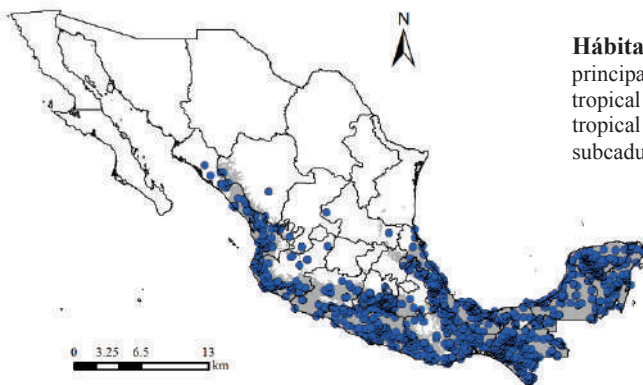 N
Hábita
principa
tropical
tropical
subcadu
0 3.25 6.5 13
km